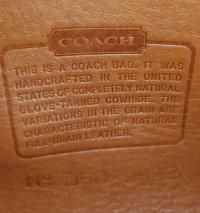 COACH
THIS IS A COACH BAG. IT WAS
HANDCRAFTED IN THE UNITED
STATES OF COMPLETELY NATURAL
GLOVE-TANNED COWHIDE. THE
VARIATIONS IN THE GRAIN ARE
CHARACTERISTIC OF NATURAL
FULL-GRAIN LEATHER.
No